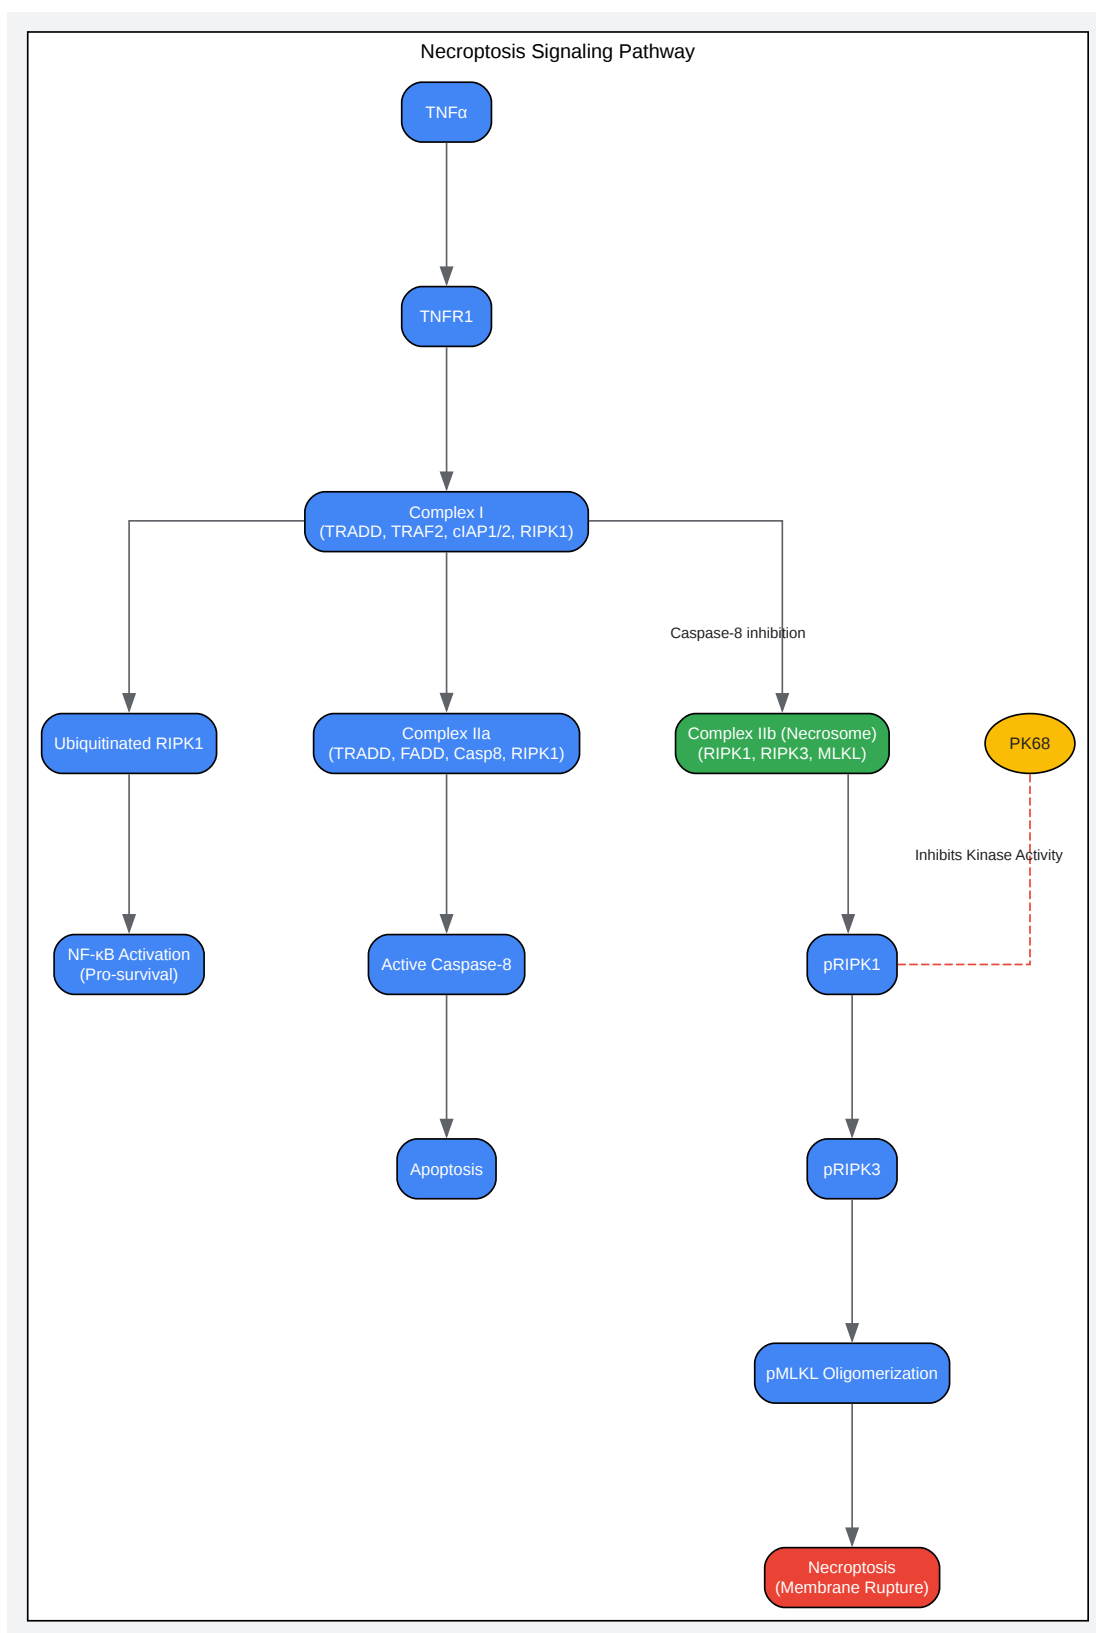 Necroptosis Signaling Pathway
TNFα
TNFR1
Complex I
(TRADD, TRAF2, cIAP1/2, RIPK1)
Caspase-8 inhibition
Ubiquitinated RIPK1
Complex IIa
(TRADD, FADD, Casp8, RIPK1)
Complex IIb (Necrosome)
(RIPK1, RIPK3, MLKL)
PK68
Inhibits Kinase Activity
NF-κB Activation
(Pro-survival)
Active Caspase-8
pRIPK1
Apoptosis
pRIPK3
pMLKL Oligomerization
Necroptosis
(Membrane Rupture)